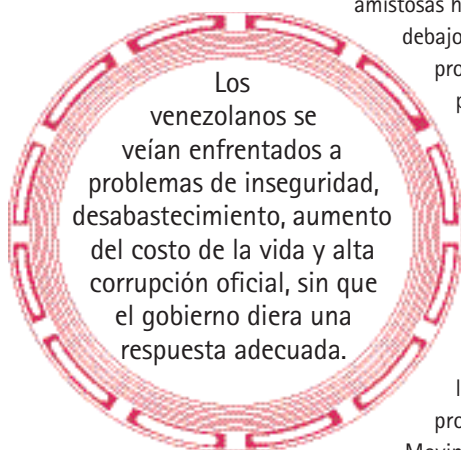 amistosas
debajo
Los
venezolanos se
veían enfrentados a
problemas de inseguridad,
desabastecimiento, aumento
del costo de la vida y alta
corrupción oficial, sin que
el gobierno diera una
respuesta adecuada.